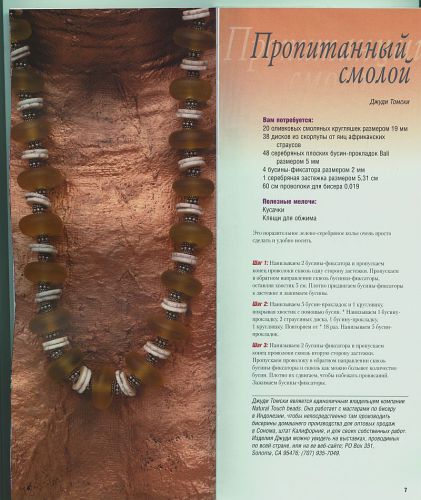 Пропитанный
смолой
Джуди Томски
Вам потребуется:
20 оливковых смоляных кругляшек размером 19 мм
38 дисков из скорлупы от яиц африканских
страусов
48 серебряных плоских бусин-прокладок Bali
размером 5 мм
4 бусины-фиксатора размером 2 мм
1 серебряная застежка размером 5,31 см
60 см проволоки для бисера 0,019
Полезные мелочи:
Кусачки
Клещи для обжима
Это поразительное зелено-серебряное колье очень просто
сделать и удобно носить.
Шаг 1: Нанизываем 2 бусины-фиксатора и пропускаем
конец проволоки сквозь одну сторону застежки. Пропускаем
в обратном направлении сквозь бусины-фиксаторы,
оставляя хвостик 5 см. Плотно придвигаем бусины-фиксаторы
к застежке и зажимаем бусины.
Шаг 2: Нанизываем 5 бусин-прокладок и 1 кругляшку,
покрывая хвостик с помощью бусин. * Нанизываем 1 бусину-
прокладку, 2 страусиных диска, 1 бусину-прокладку,
1 кругляшку. Повторяем от * 18 раз. Нанизываем 5 бусин-
прокладок.
Шаг 3: Нанизываем 2 бусины-фиксатора и пропускаем
конец проволоки сквозь вторую сторону застежки.
Пропускаем проволоку в обратном направлении сквозь
бусины-фиксаторы и сквозь как можно большее количество
бусин. Плотно их сдвигаем, чтобы избежать провисаний.
Зажимаем бусины-фиксаторы.
Джуди Томски является единоличным владельцем компании
Natural Touch beads. Она работает с мастерами по бисеру
в Индонезии, чтобы непосредственно там производить
бисерины домашнего производства для оптовых продаж
в Сонома, штат Калифорния, и для своих собственных работ.
Изделия Джуди можно увидеть на выставках, проводимых
по всей стране, или на ее веб-сайте; PO Box 351,
Sonoma, CA 95476; (707) 935-7049.
7